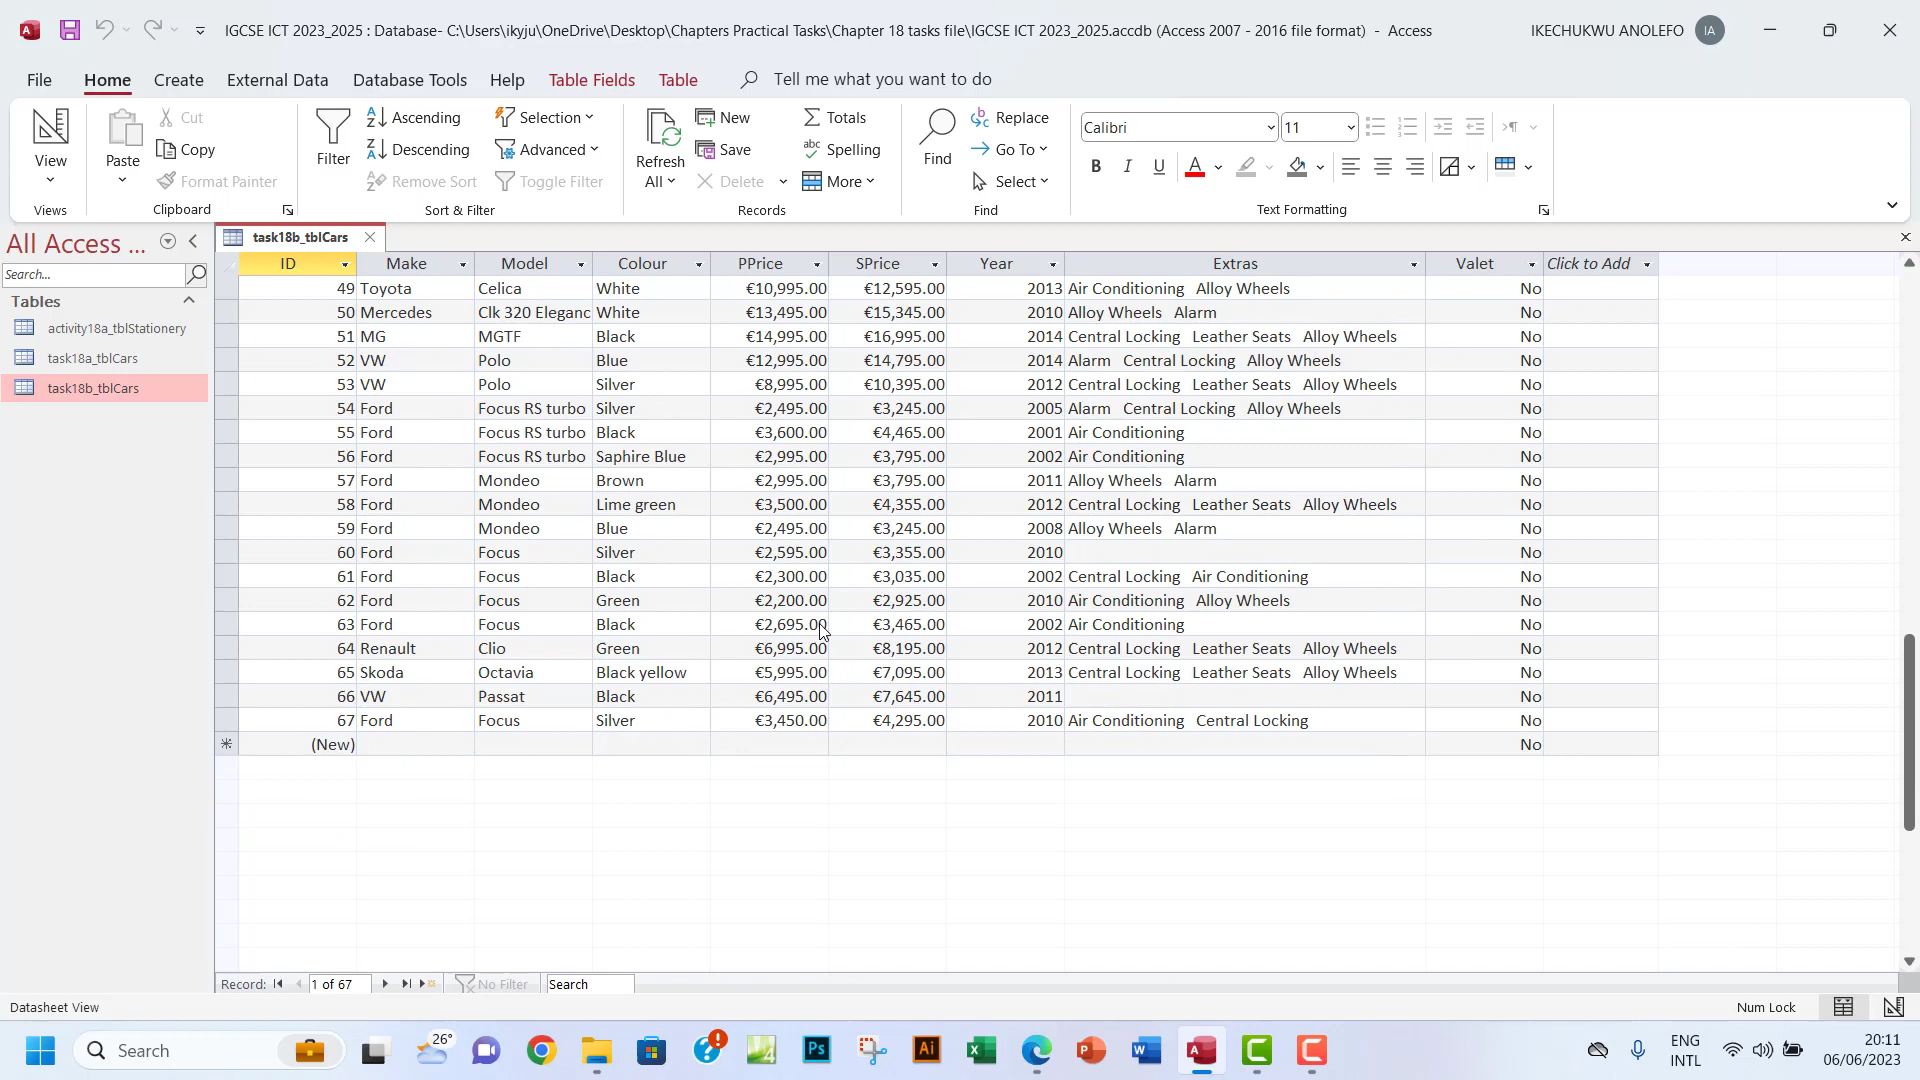 IGCSE ICT 2023_2025 : Database- C:\Users\ikyju\OneDrive\Desktop\Chapters Practical Tasks\Chapter 18 tasks file\IGCSE ICT 2023_2025.accdb (Access 2007 - 2016 file format) - Access IKECHUKWU ANOLEFO IA
File Home Create External Data Database Tools Help Table Fields Table Tell me what you want to do
View
Views
Paste
Cut
Copy
Format Painter
Clipboard
Filter
Ascending
Descending
Remove Sort
Selection
Advanced
Toggle Filter
Sort & Filter
Refresh
All
New
Save
Delete
Totals
Spelling
More
Records
Find
Replace
Go To
Select
Find
Calibri 11
B I U A
Text Formatting
All Access ...
Search...
Tables
activity18a_tblStationery
task18a_tblCars
task18b_tblCars
task18b_tblCars
ID Make Model Colour PPrice SPrice Year Extras Valet Click to Add
49 Toyota Celica White €10,995.00 €12,595.00 2013 Air Conditioning Alloy Wheels No
50 Mercedes Clk 320 Eleganc White €13,495.00 €15,345.00 2010 Alloy Wheels Alarm No
51 MG MGTF Black €14,995.00 €16,995.00 2014 Central Locking Leather Seats Alloy Wheels No
52 VW Polo Blue €12,995.00 €14,795.00 2014 Alarm Central Locking Alloy Wheels No
53 VW Polo Silver €8,995.00 €10,395.00 2012 Central Locking Leather Seats Alloy Wheels No
54 Ford Focus RS turbo Silver €2,495.00 €3,245.00 2005 Alarm Central Locking Alloy Wheels No
55 Ford Focus RS turbo Black €3,600.00 €4,465.00 2001 Air Conditioning No
56 Ford Focus RS turbo Saphire Blue €2,995.00 €3,795.00 2002 Air Conditioning No
57 Ford Mondeo Brown €2,995.00 €3,795.00 2011 Alloy Wheels Alarm No
58 Ford Mondeo Lime green €3,500.00 €4,355.00 2012 Central Locking Leather Seats Alloy Wheels No
59 Ford Mondeo Blue €2,495.00 €3,245.00 2008 Alloy Wheels Alarm No
60 Ford Focus Silver €2,595.00 €3,355.00 2010 No
61 Ford Focus Black €2,300.00 €3,035.00 2002 Central Locking Air Conditioning No
62 Ford Focus Green €2,200.00 €2,925.00 2010 Air Conditioning Alloy Wheels No
63 Ford Focus Black €2,695.00 €3,465.00 2002 Air Conditioning No
64 Renault Clio Green €6,995.00 €8,195.00 2012 Central Locking Leather Seats Alloy Wheels No
65 Skoda Octavia Black yellow €5,995.00 €7,095.00 2013 Central Locking Leather Seats Alloy Wheels No
66 VW Passat Black €6,495.00 €7,645.00 2011 No
67 Ford Focus Silver €3,450.00 €4,295.00 2010 Air Conditioning Central Locking No
(New) No
Record: 1 of 67 No Filter Search
Datasheet View Num Lock
Search 26° Ps Ai ENG
INTL 20:11
06/06/2023